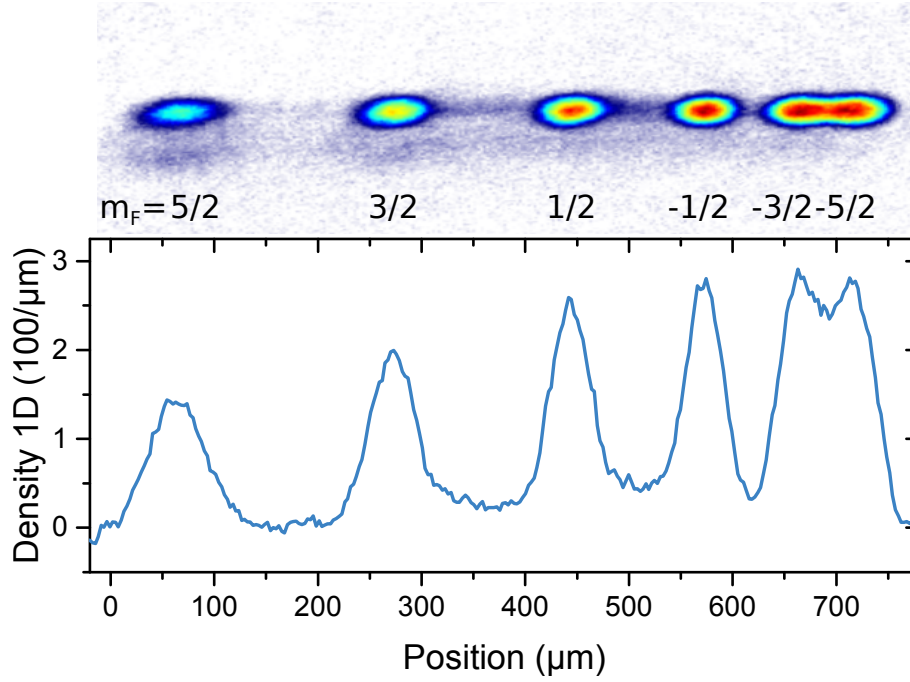 m_F= 5/2 3/2 1/2 -1/2 -3/2 -5/2
3
2
1
0
Density 1D (100/µm)
0 100 200 300 400 500 600 700
Position (µm)